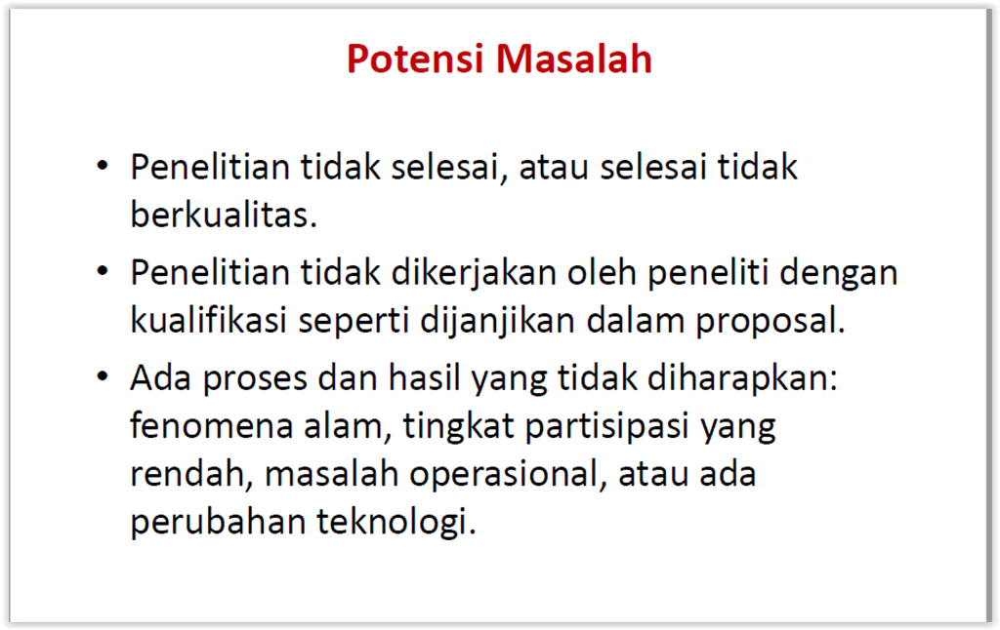 Potensi Masalah
• Penelitian tidak selesai, atau selesai tidak
berkualitas.
• Penelitian tidak dikerjakan oleh peneliti dengan
kualifikasi seperti dijanjikan dalam proposal.
• Ada proses dan hasil yang tidak diharapkan:
fenomena alam, tingkat partisipasi yang
rendah, masalah operasional, atau ada
perubahan teknologi.